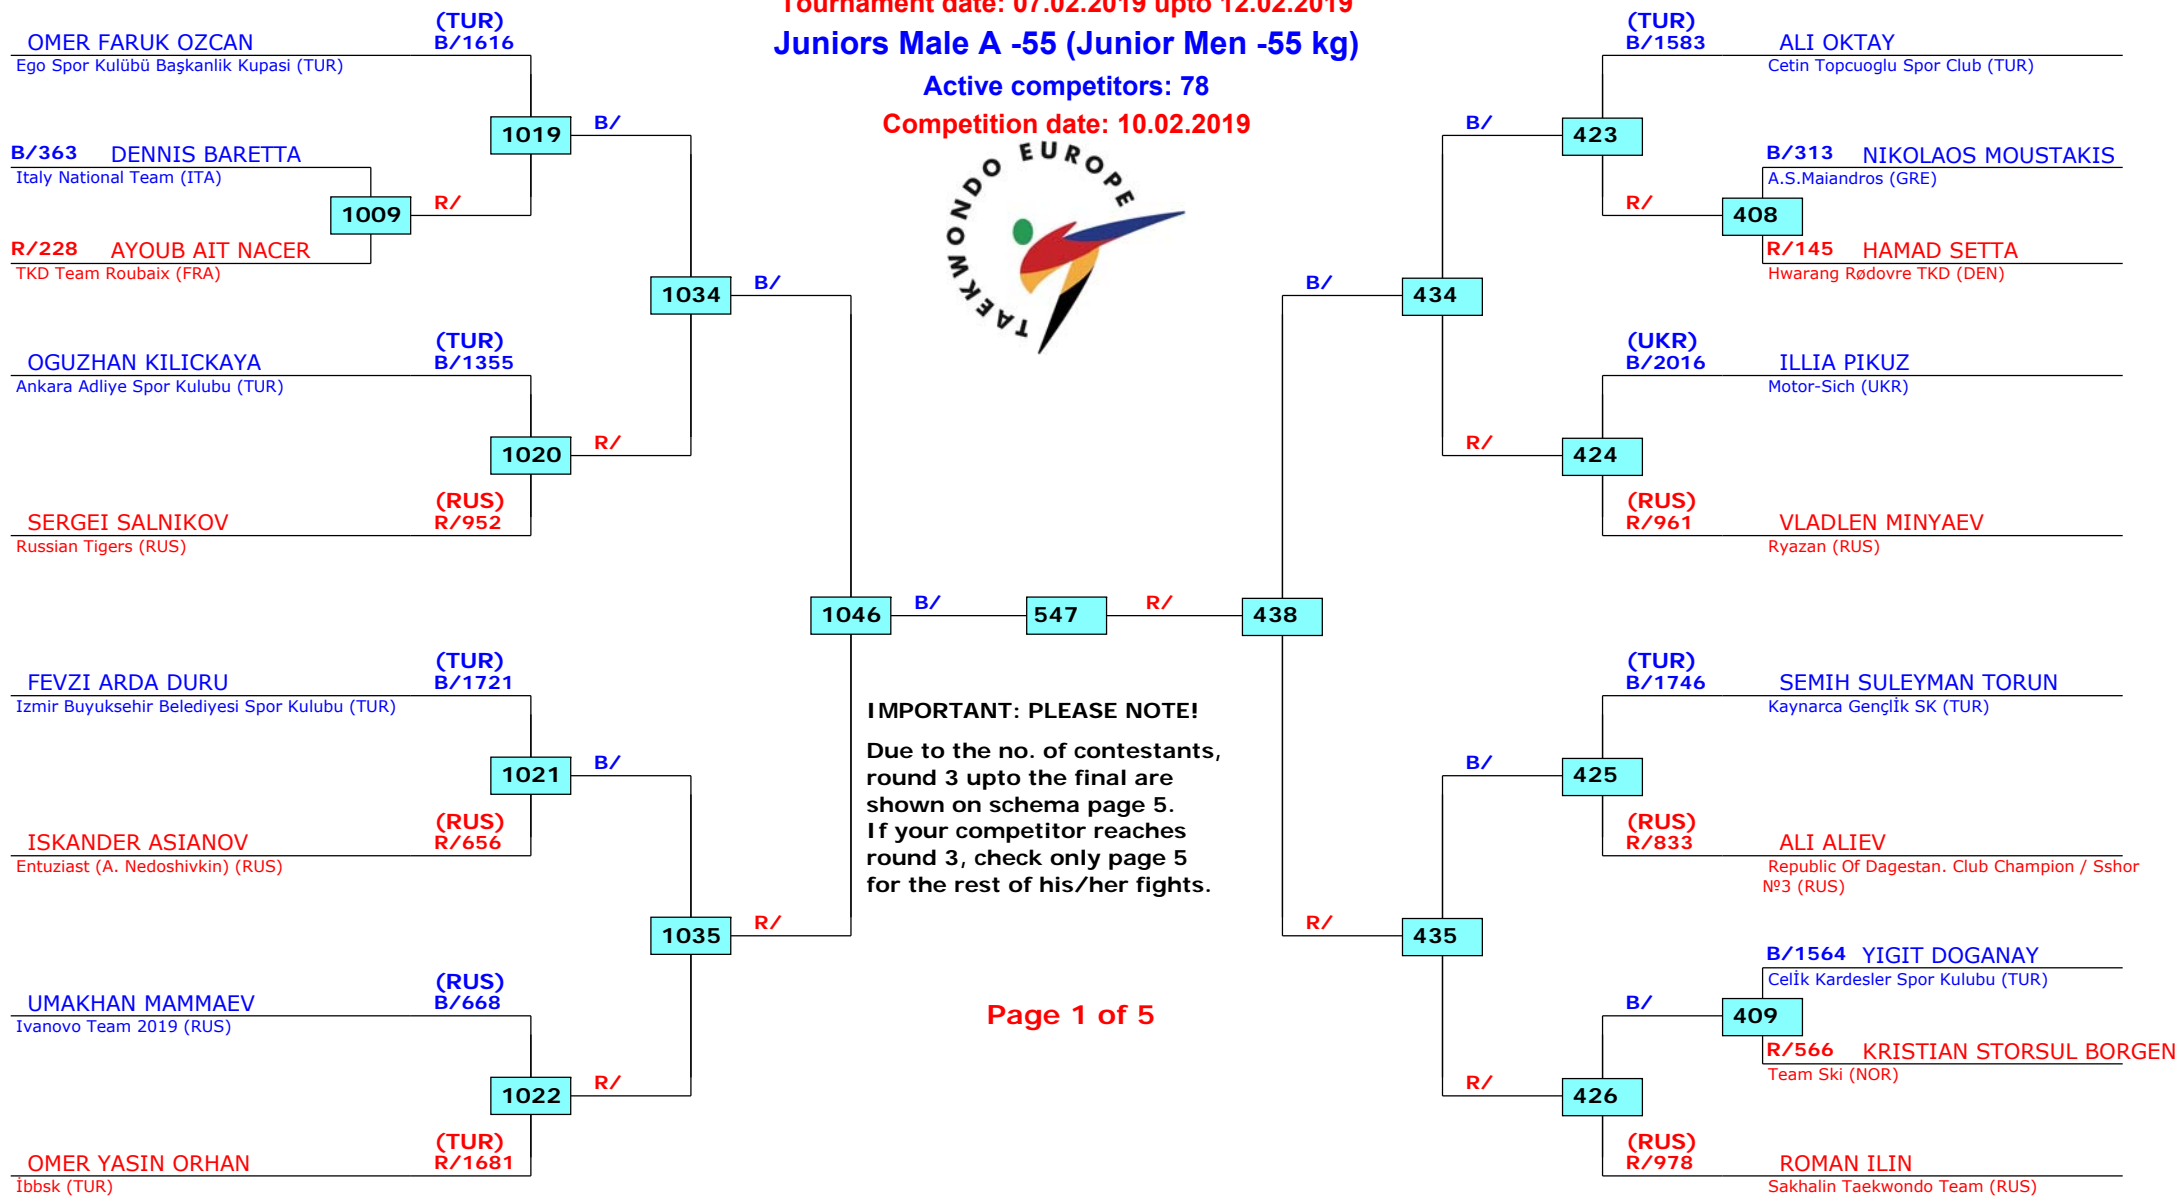 Tournament date: 07.02.2019 upto 12.02.2019
Juniors Male A -55 (Junior Men -55 kg)
Active competitors: 78
Competition date: 10.02.2019
TAEKWONDO EUROPE
(TUR)
OMER FARUK OZCAN B/1616
Ego Spor Kulübü Başkanlik Kupasi (TUR)
1019 B/
B/363 DENNIS BARETTA
Italy National Team (ITA)
1009 R/
R/228 AYOUB AIT NACER
TKD Team Roubaix (FRA)
1034 B/
(TUR)
OGUZHAN KILICKAYA B/1355
Ankara Adliye Spor Kulubu (TUR)
1020 R/
(RUS)
SERGEI SALNIKOV R/952
Russian Tigers (RUS)
1046 B/ 547 R/ 438
(TUR)
FEVZI ARDA DURU B/1721
Izmir Buyuksehir Belediyesi Spor Kulubu (TUR)
1021 B/
(RUS)
ISKANDER ASIANOV R/656
Entuziast (A. Nedoshivkin) (RUS)
1035 R/
(RUS)
UMAKHAN MAMMAEV B/668
Ivanovo Team 2019 (RUS)
1022 R/
(TUR)
OMER YASIN ORHAN R/1681
İbbsk (TUR)
IMPORTANT: PLEASE NOTE!
Due to the no. of contestants,
round 3 upto the final are
shown on schema page 5.
If your competitor reaches
round 3, check only page 5
for the rest of his/her fights.
Page 1 of 5
(TUR)
B/1583 ALI OKTAY
Cetin Topcuoglu Spor Club (TUR)
B/ 423
B/313 NIKOLAOS MOUSTAKIS
A.S.Maiandros (GRE)
R/ 408
R/145 HAMAD SETTA
Hwarang Rødovre TKD (DEN)
B/ 434
(UKR)
B/2016 ILLIA PIKUZ
Motor-Sich (UKR)
R/ 424
(RUS)
R/961 VLADLEN MINYAEV
Ryazan (RUS)
(TUR)
B/1746 SEMIH SULEYMAN TORUN
Kaynarca Gençlİk SK (TUR)
B/ 425
(RUS)
R/833 ALI ALIEV
Republic Of Dagestan. Club Champion / Sshor
№3 (RUS)
R/ 435
B/1564 YIGIT DOGANAY
Celİk Kardesler Spor Kulubu (TUR)
B/ 409
R/566 KRISTIAN STORSUL BORGEN
Team Ski (NOR)
R/ 426
(RUS)
R/978 ROMAN ILIN
Sakhalin Taekwondo Team (RUS)